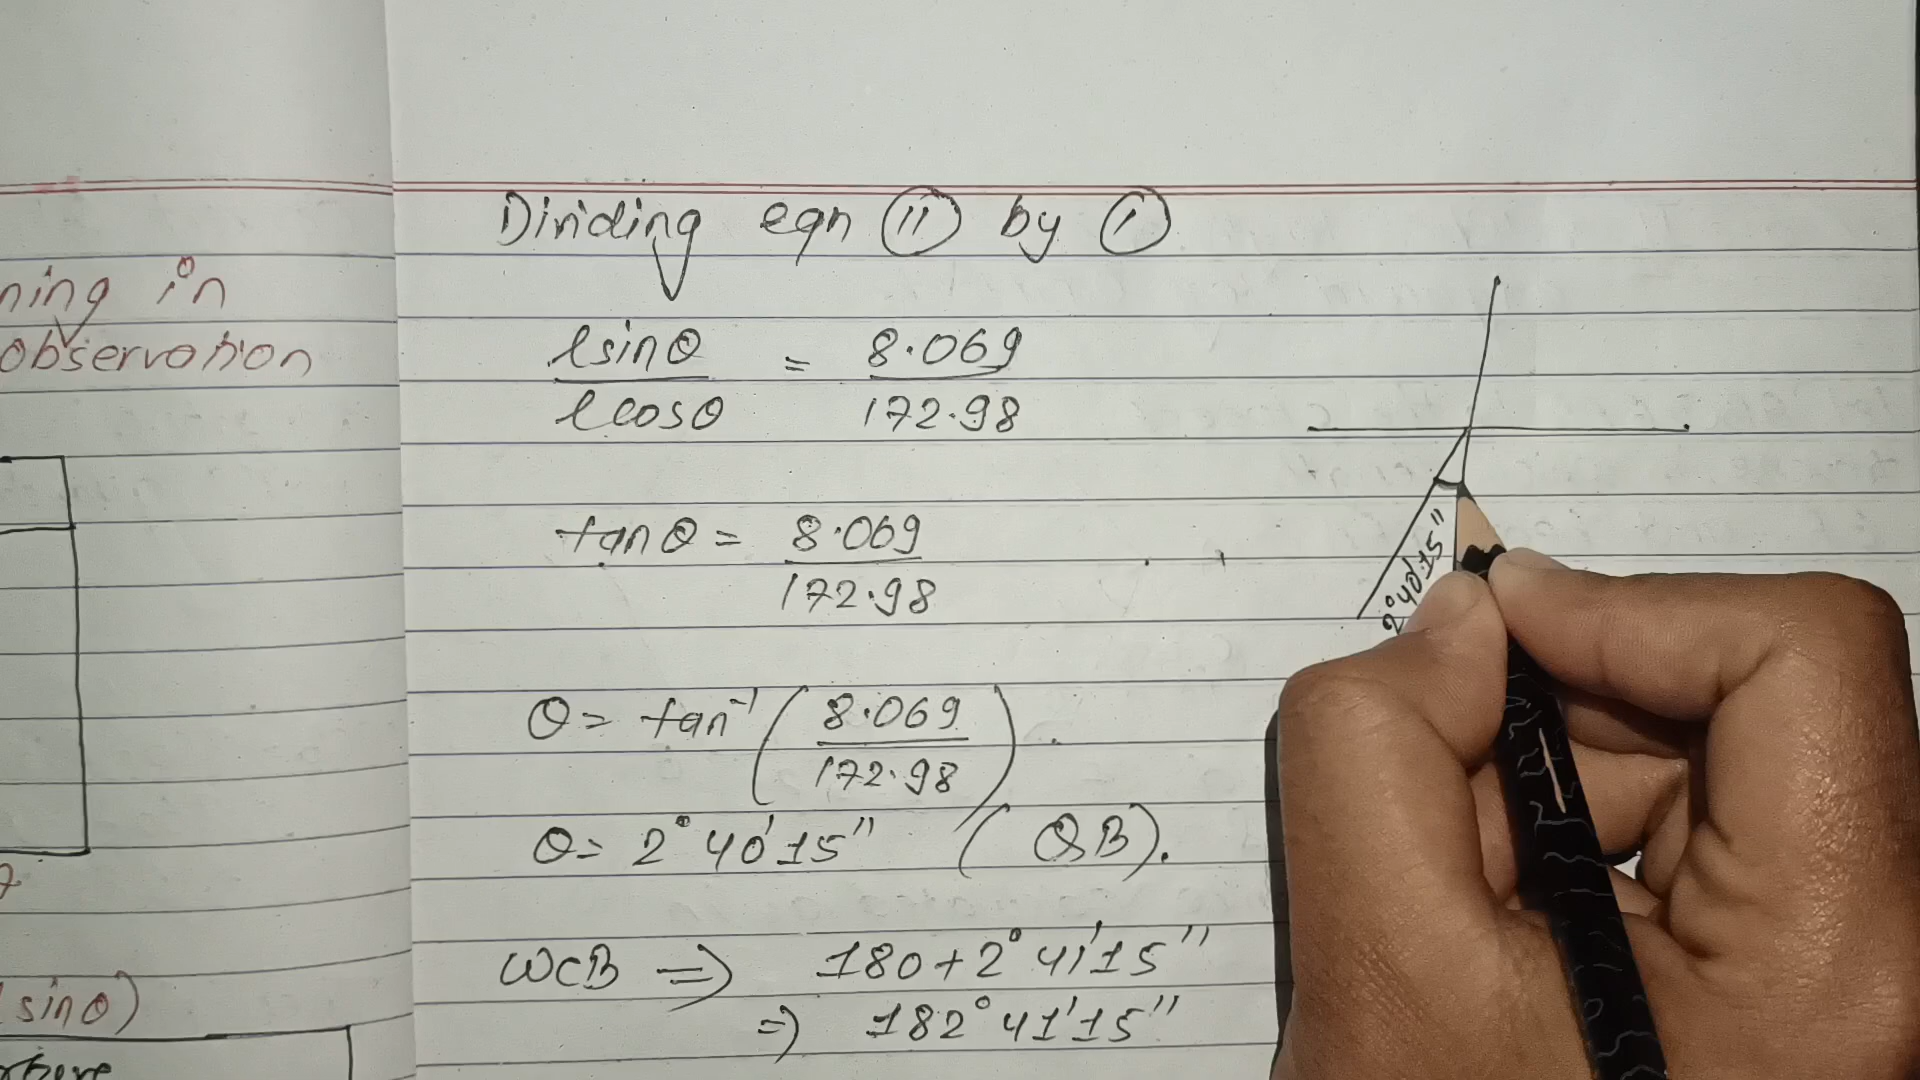 ning in
observation
(sinθ)
Dividing eqn (ii) by (i)
lsinθ / lcosθ = 8.069 / 172.98
tanθ = 8.069 / 172.98
θ = tan⁻¹ (8.069 / 172.98)
θ = 2°40'15" (QB).
WCB => 180+2°41'15"
=> 182°41'15"
2°40'15"